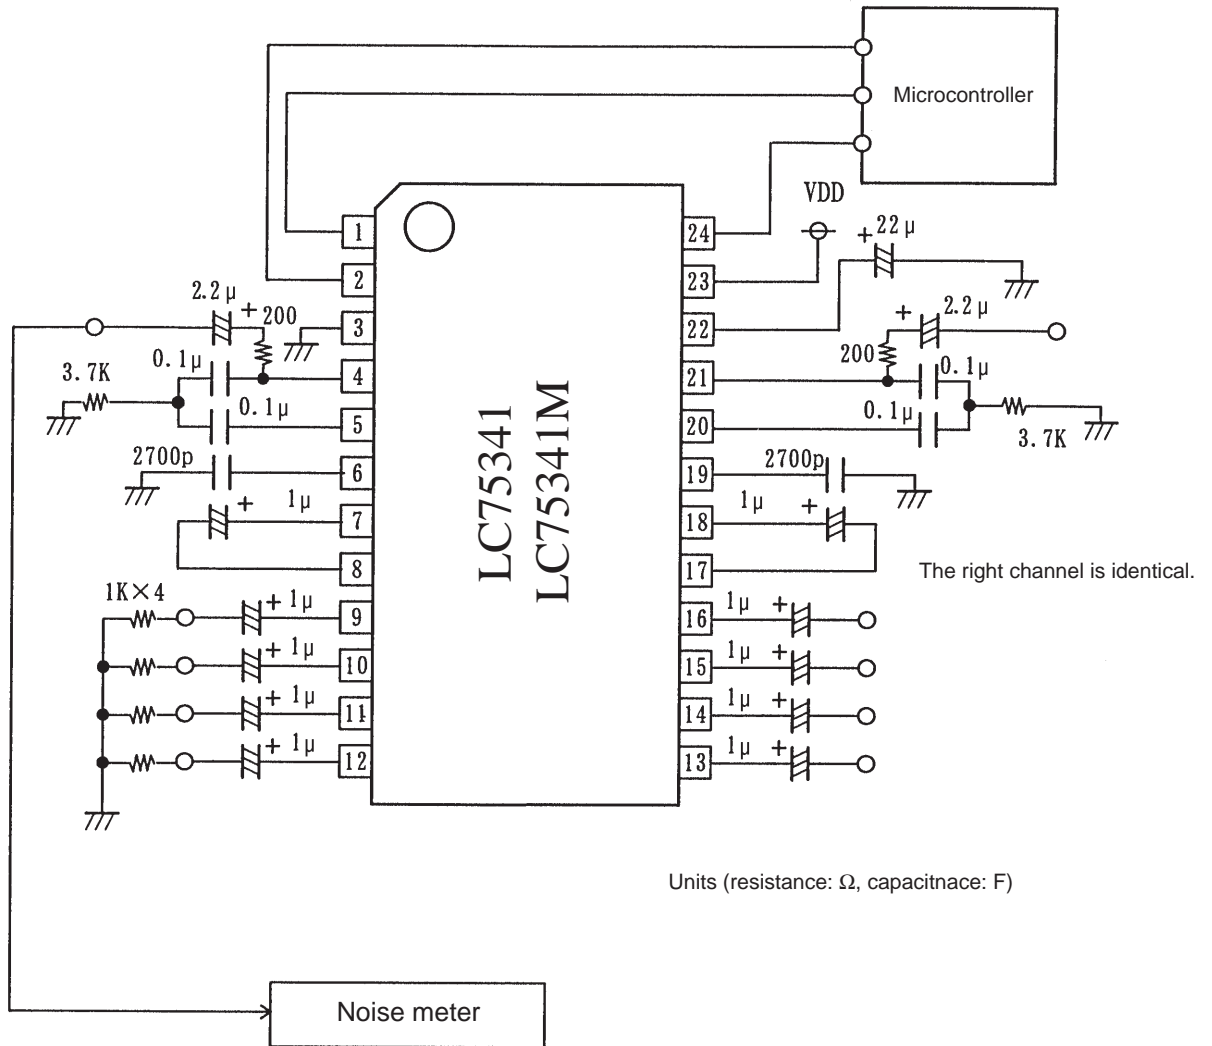 Microcontroller
VDD
+ 22μ
1
24
2
23
2.2μ
+ 200
3
22
+ 2.2μ
200
3.7K
0.1μ
4
21
0.1μ
0.1μ
5
20
0.1μ
3.7K
2700p
6
19
2700p
+ 1μ
7
18
1μ +
8
17
The right channel is identical.
1K×4
+ 1μ
9
16
1μ +
+ 1μ
10
15
1μ +
+ 1μ
11
14
1μ +
+ 1μ
12
13
1μ +
LC75341
LC75341M
Units (resistance: Ω, capacitnace: F)
Noise meter